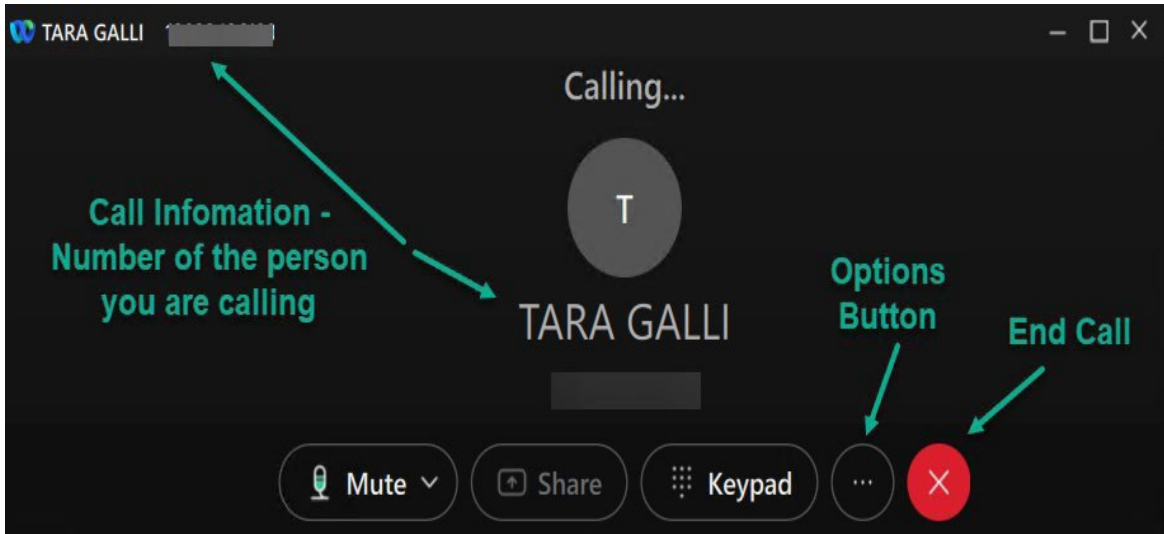 TARA GALLI
Calling...
T
Call Infomation -
Number of the person
you are calling
TARA GALLI
Options
Button
End Call
Mute
Share
Keypad